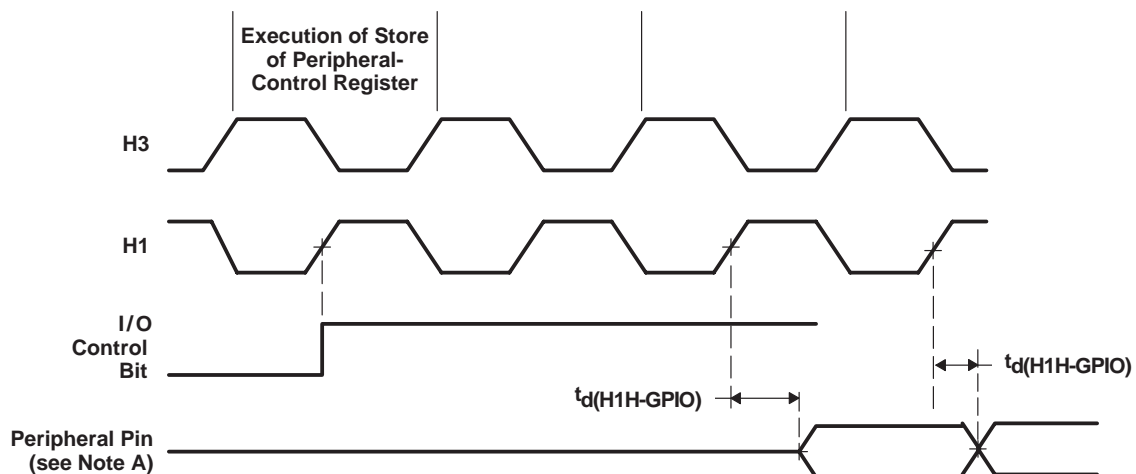 Execution of Store
of Peripheral-
Control Register
H3
H1
I/O
Control
Bit
td(H1H-GPIO)
td(H1H-GPIO)
Peripheral Pin
(see Note A)